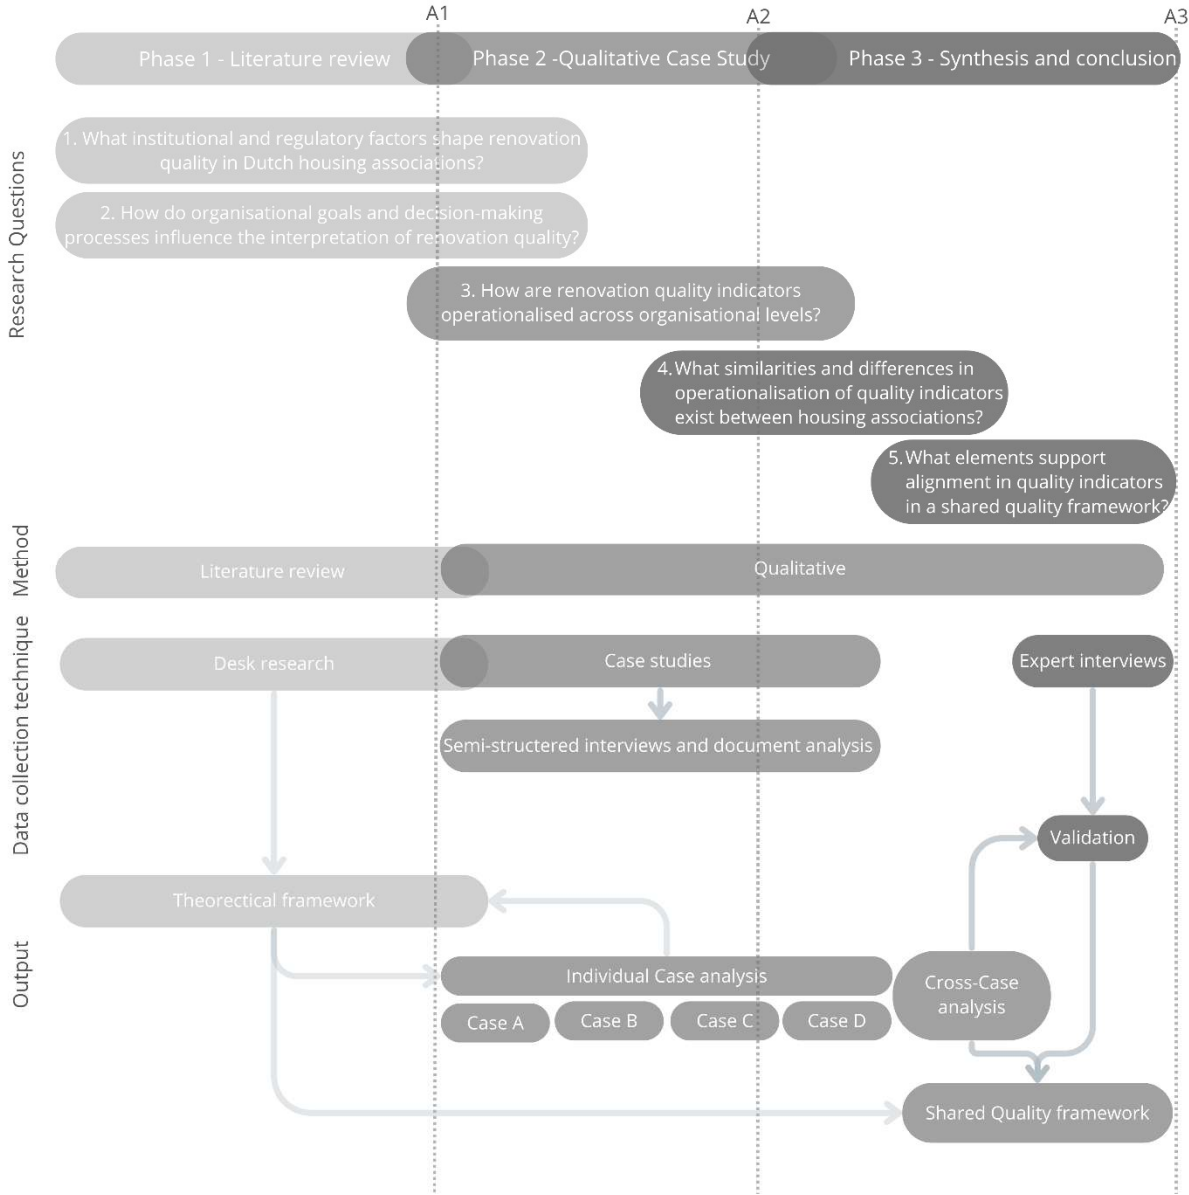 A1
A2
A3
Phase 1 - Literature review
Phase 2 -Qualitative Case Study
Phase 3 - Synthesis and conclusion
Research Questions
1. What institutional and regulatory factors shape renovation
quality in Dutch housing associations?
2. How do organisational goals and decision-making
processes influence the interpretation of renovation quality?
3. How are renovation quality indicators
operationalised across organisational levels?
4. What similarities and differences in
operationalisation of quality indicators
exist between housing associations?
5. What elements support
alignment in quality indicators
in a shared quality framework?
Method
Literature review
Qualitative
Data collection technique
Desk research
Case studies
Expert interviews
Semi-structered interviews and document analysis
Validation
Output
Theorectical framework
Individual Case analysis
Case A
Case B
Case C
Case D
Cross-Case
analysis
Shared Quality framework